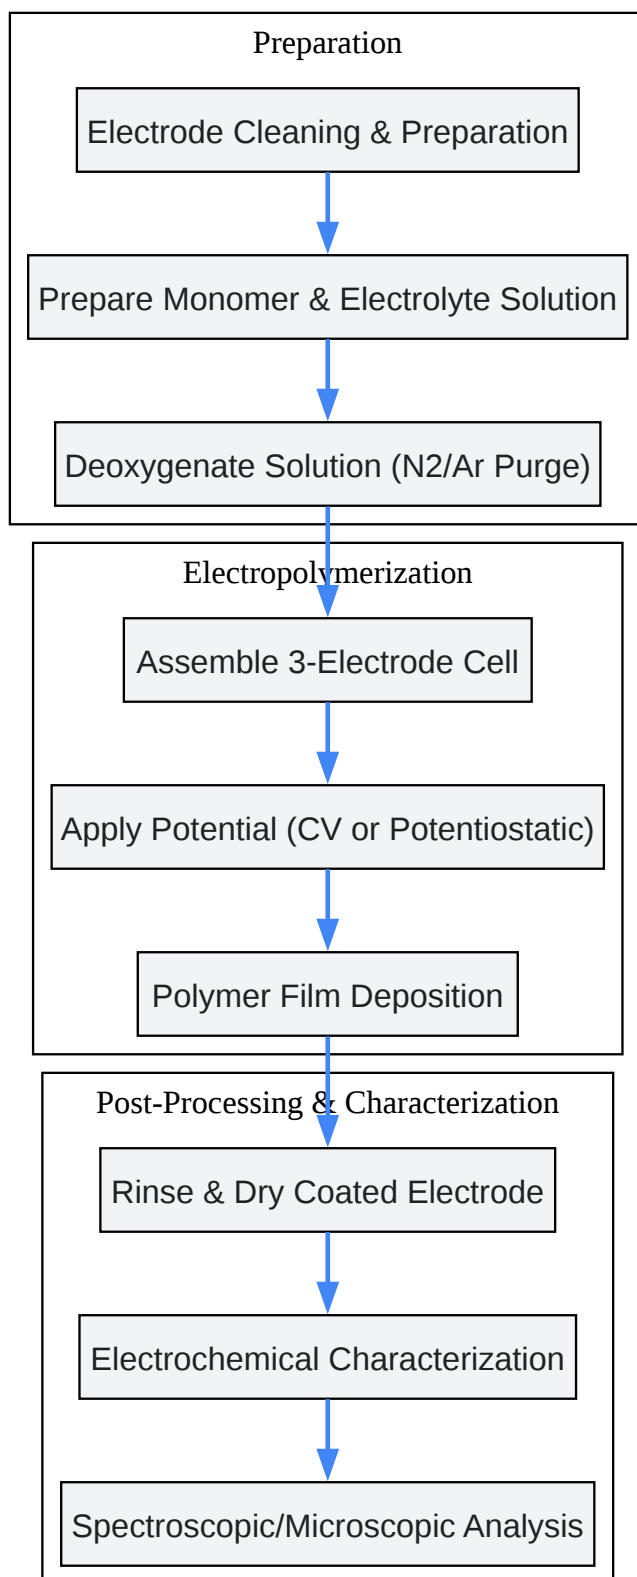 Preparation
Electrode Cleaning & Preparation
Prepare Monomer & Electrolyte Solution
Deoxygenate Solution (N2/Ar Purge)
Electropolymerization
Assemble 3-Electrode Cell
Apply Potential (CV or Potentiostatic)
Polymer Film Deposition
Post-Processing & Characterization
Rinse & Dry Coated Electrode
Electrochemical Characterization
Spectroscopic/Microscopic Analysis